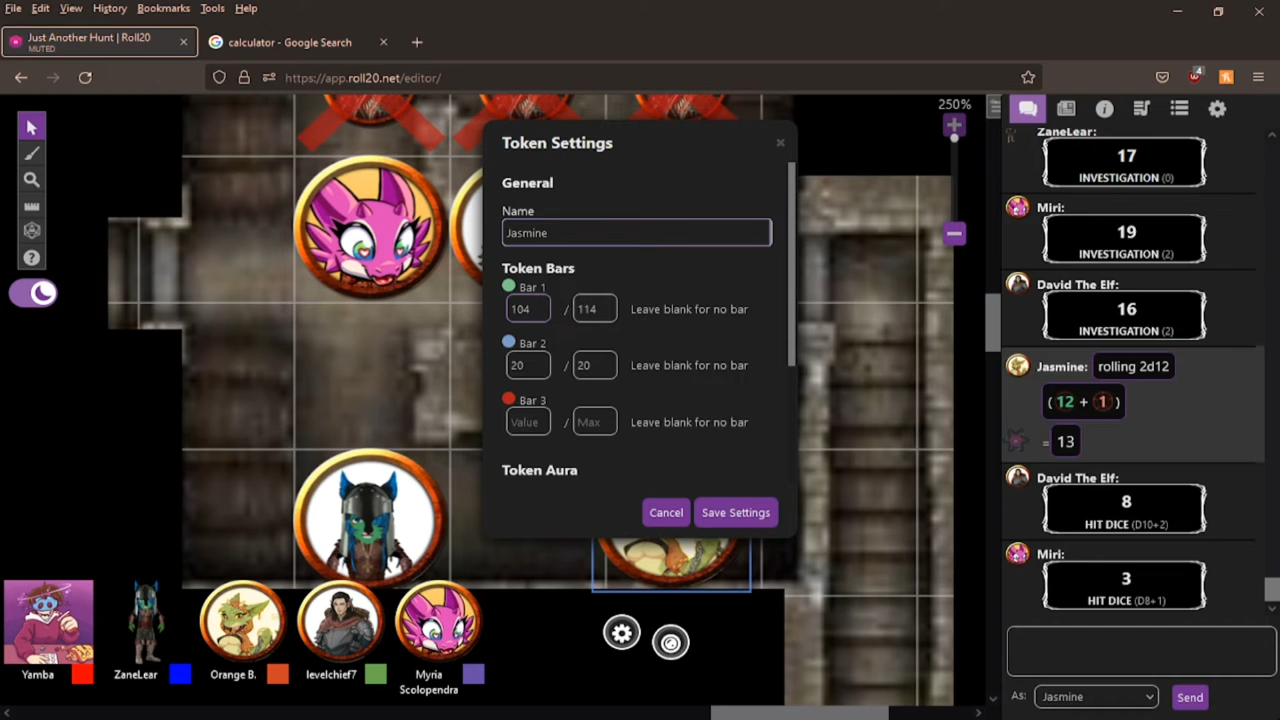 File Edit View History Bookmarks Tools Help
Just Another Hunt | Roll20
MUTED
calculator - Google Search
https://app.roll20.net/editor/
4
250%
Token Settings
General
Name
Jasmine
Token Bars
Bar 1
104 / 114 Leave blank for no bar
Bar 2
20 / 20 Leave blank for no bar
Bar 3
Value / Max Leave blank for no bar
Token Aura
Cancel Save Settings
ZaneLear:
17
INVESTIGATION (0)
Miri:
19
INVESTIGATION (2)
David The Elf:
16
INVESTIGATION (2)
Jasmine: rolling 2d12
(12 + 1)
= 13
David The Elf:
8
HIT DICE (D10+2)
Miri:
3
HIT DICE (D8+1)
As: Jasmine Send
Yamba
ZaneLear
Orange B.
levelchief7
Myria
Scolopendra